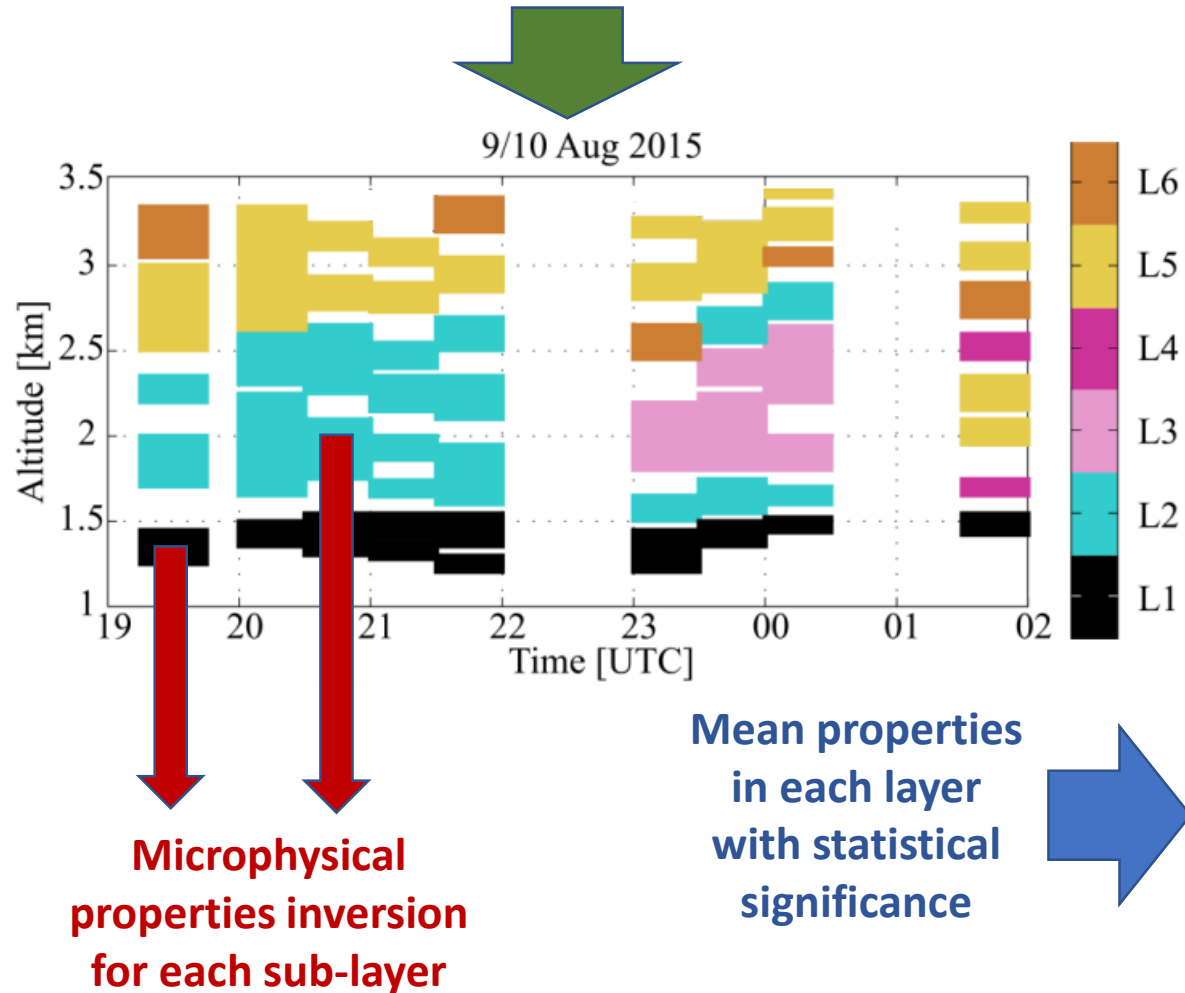 9/10 Aug 2015
Altitude [km]
3.5
3
2.5
2
1.5
1
19 20 21 22 23 00 01 02
Time [UTC]
L6
L5
L4
L3
L2
L1
Microphysical
properties inversion
for each sub-layer
Mean properties
in each layer
with statistical
significance